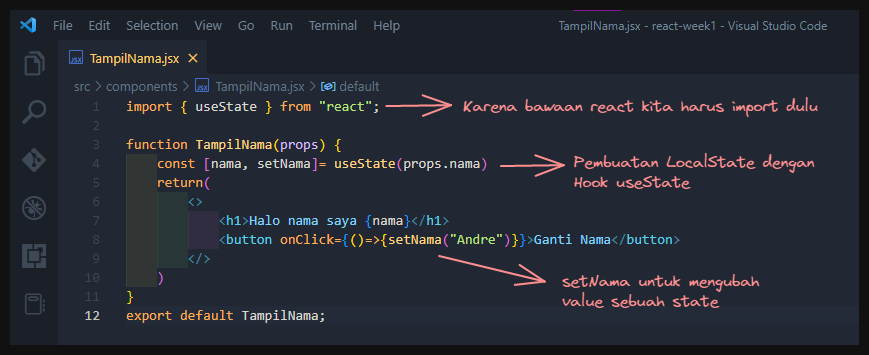 File Edit Selection View Go Run Terminal Help TampilNama.jsx - react-week1 - Visual Studio Code
JSX TampilNama.jsx ×
src > components > JSX TampilNama.jsx > default
1 import { useState } from "react"; Karena bawaan react kita harus import dulu
2
3 function TampilNama(props) {
4 const [nama, setNama]= useState(props.nama) Pembuatan LocalState dengan
5 return( Hook useState
6 <>
7 <h1>Halo nama saya {nama}</h1>
8 <button onClick={()=>{setNama("Andre")}}>Ganti Nama</button>
9 </>
10 )
setNama untuk mengubah
value sebuah state
11 }
12 export default TampilNama;